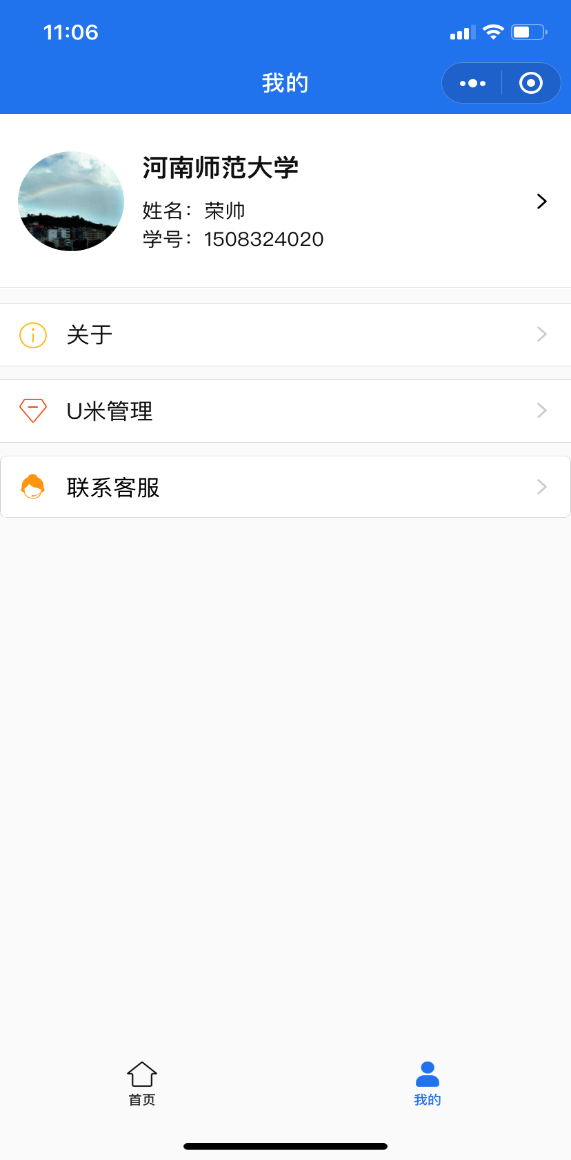 11:06
我的
河南师范大学
姓名：荣帅
学号：1508324020
关于
U米管理
联系客服
首页
我的